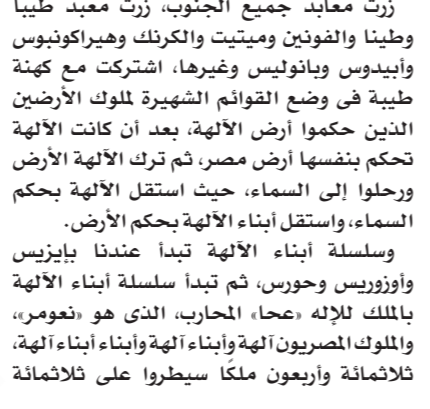 زرت معابد جميع الجنوب، زرت معبد طيبا
وطينا والفونين وميتيت والكرنك وهيراكونبوس
وأبيدوس وبانوليس وغيرها، اشتركت مع كهنة
طيبة فى وضع القوائم الشهيرة لملوك الأرضين
الذين حكموا أرض الآلهة، بعد أن كانت الآلهة
تحكم بنفسها أرض مصر، ثم ترك الآلهة الأرض
ورحلوا إلى السماء، حيث استقل الآلهة بحكم
السماء، واستقل أبناء الآلهة بحكم الأرض.
وسلسلة أبناء الآلهة تبدأ عندنا بإيزيس
وأوزوريس وحورس، ثم تبدأ سلسلة أبناء الآلهة
بالملك للإله «عحا» المحارب، الذى هو «نعومر»،
والملوك المصريون آلهة وأبناء آلهة وأبناء أبناء آلهة،
ثلاثمائة وأربعون ملكًا سيطروا على ثلاثمائة